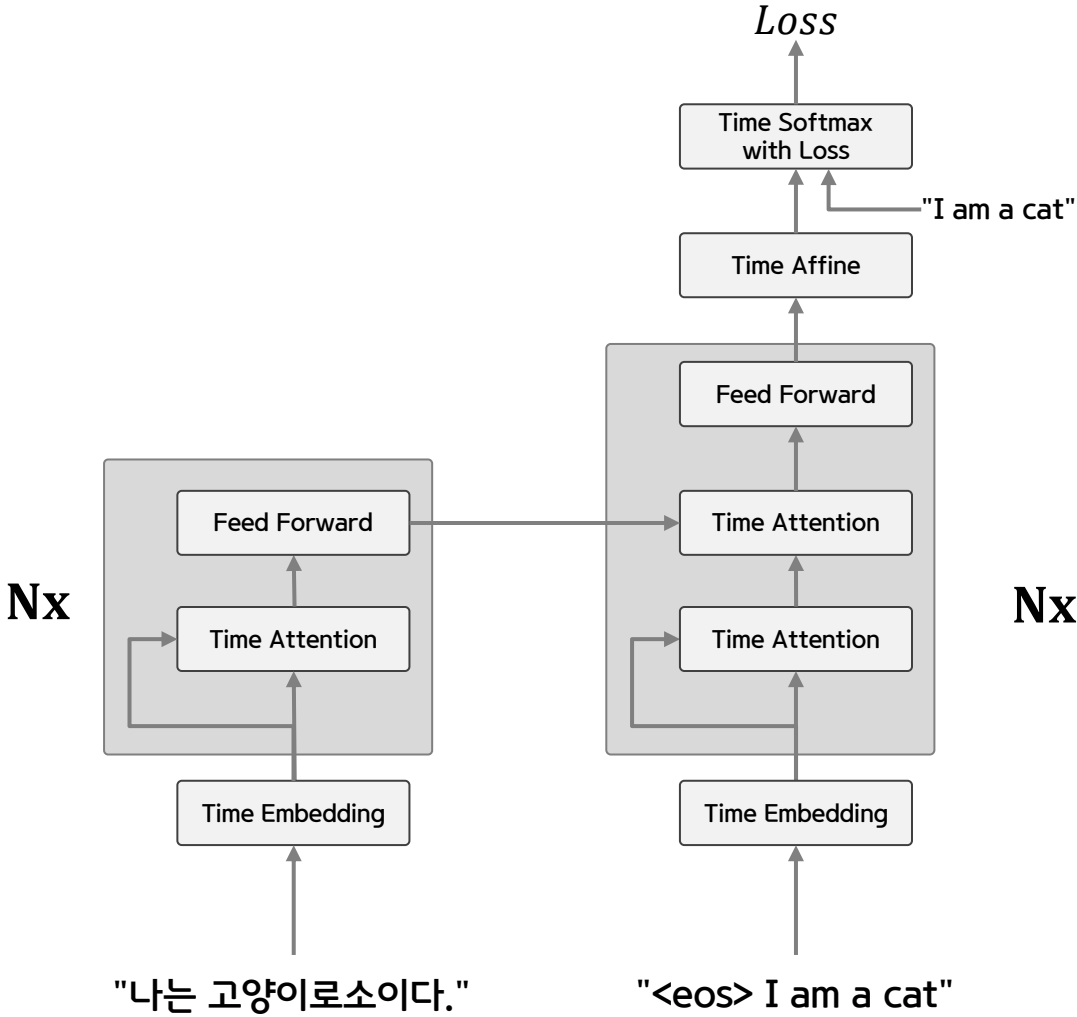 Loss
Time Softmax
with Loss
"I am a cat"
Time Affine
Feed Forward
Feed Forward
Time Attention
Nx
Nx
Time Attention
Time Attention
Time Embedding
Time Embedding
"나는 고양이로소이다."
"<eos> I am a cat"